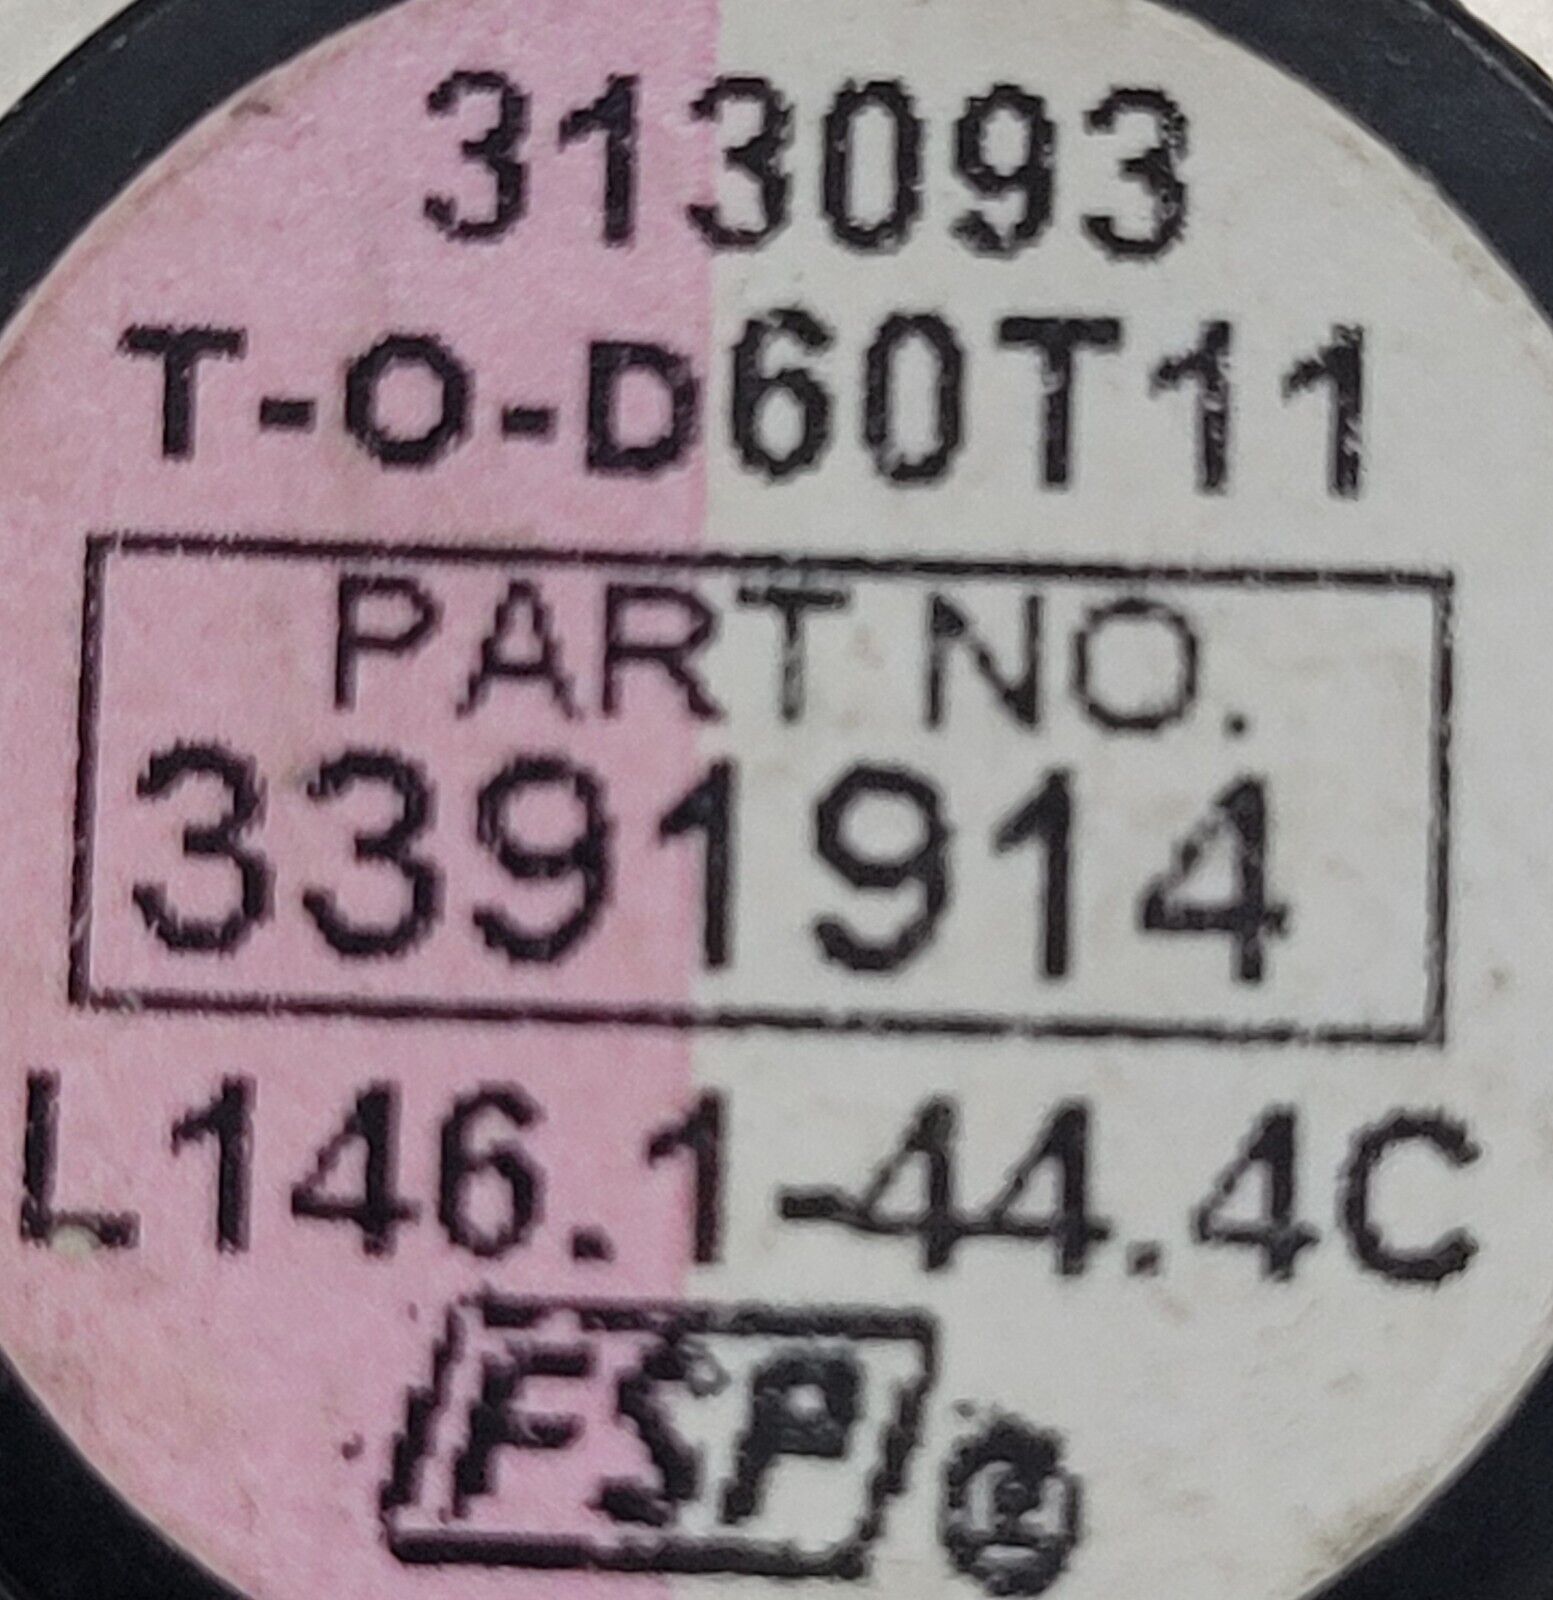 313093
T-O-D60T11
PART NO.
3391914
L146.1-44.4C
FSP®